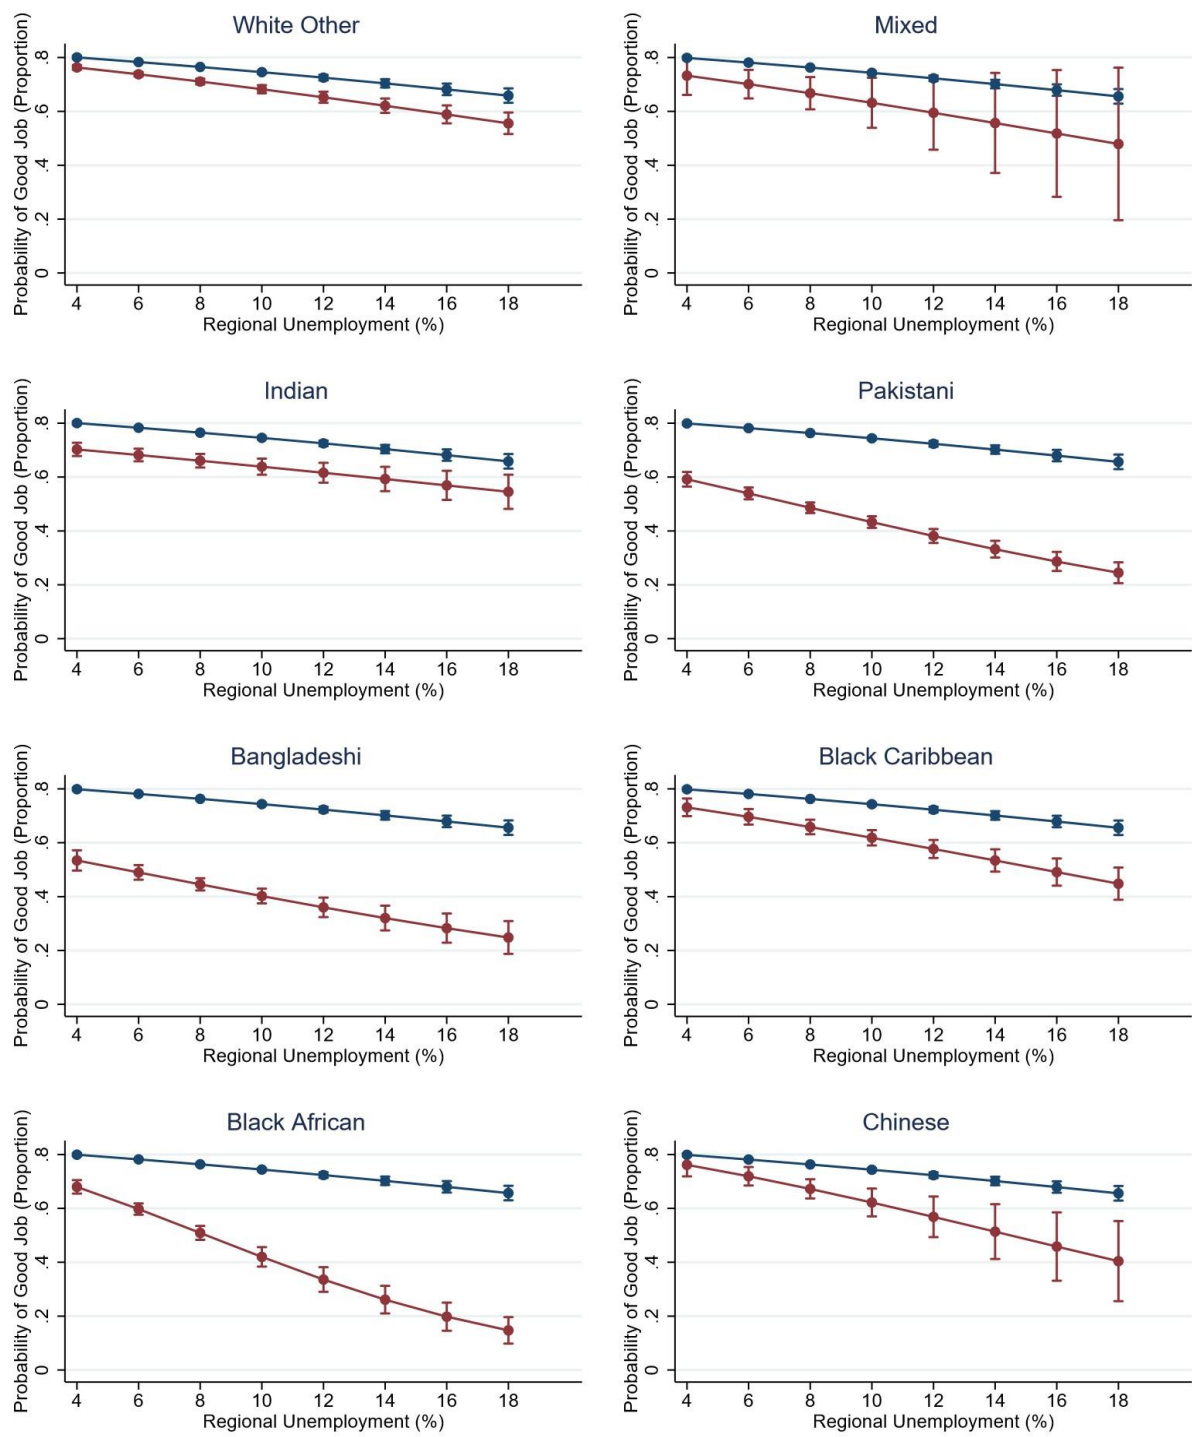 White Other
Probability of Good Job (Proportion)
.8
.6
.4
.2
0
4 6 8 10 12 14 16 18
Regional Unemployment (%)
Mixed
Probability of Good Job (Proportion)
.8
.6
.4
.2
0
4 6 8 10 12 14 16 18
Regional Unemployment (%)
Indian
Probability of Good Job (Proportion)
.8
.6
.4
.2
0
4 6 8 10 12 14 16 18
Regional Unemployment (%)
Pakistani
Probability of Good Job (Proportion)
.8
.6
.4
.2
0
4 6 8 10 12 14 16 18
Regional Unemployment (%)
Bangladeshi
Probability of Good Job (Proportion)
.8
.6
.4
.2
0
4 6 8 10 12 14 16 18
Regional Unemployment (%)
Black Caribbean
Probability of Good Job (Proportion)
.8
.6
.4
.2
0
4 6 8 10 12 14 16 18
Regional Unemployment (%)
Black African
Probability of Good Job (Proportion)
.8
.6
.4
.2
0
4 6 8 10 12 14 16 18
Regional Unemployment (%)
Chinese
Probability of Good Job (Proportion)
.8
.6
.4
.2
0
4 6 8 10 12 14 16 18
Regional Unemployment (%)